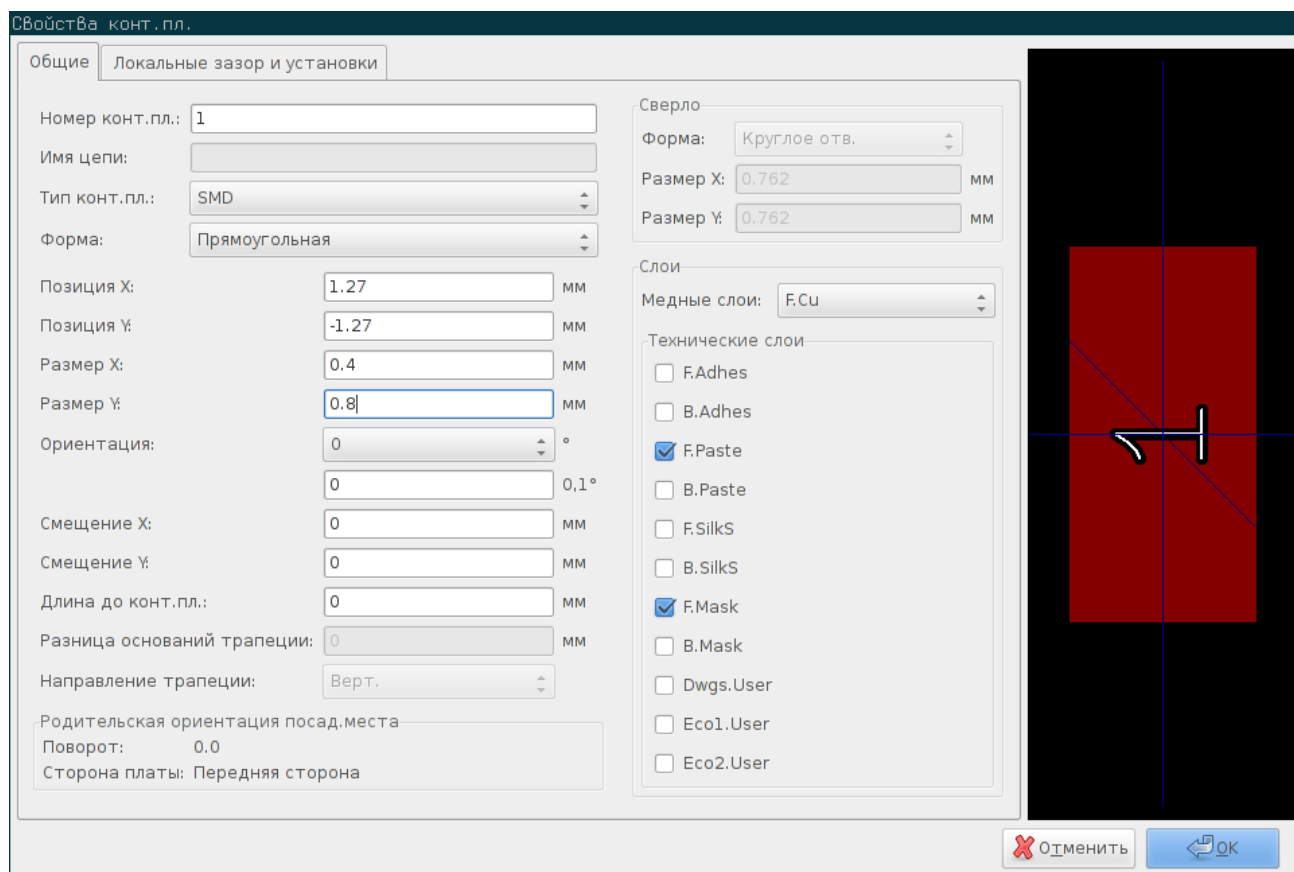 Свойства конт.пл.
Общие
Локальные зазор и установки
Номер конт.пл.: 1
Имя цепи:
Тип конт.пл.: SMD
Форма: Прямоугольная
Позиция X: 1.27 мм
Позиция Y: -1.27 мм
Размер X: 0.4 мм
Размер Y: 0.8 мм
Ориентация: 0 °
0 0,1°
Смещение X: 0 мм
Смещение Y: 0 мм
Длина до конт.пл.: 0 мм
Разница оснований трапеции: 0 мм
Направление трапеции: Верт.
Родительская ориентация посад.места
Поворот: 0.0
Сторона платы: Передняя сторона
Сверло
Форма: Круглое отв.
Размер X: 0.762 мм
Размер Y: 0.762 мм
Слои
Медные слои: F.Cu
Технические слои
F.Adhes
B.Adhes
F.Paste
B.Paste
F.SilkS
B.SilkS
F.Mask
B.Mask
Dwgs.User
Eco1.User
Eco2.User
1
Отменить
OK